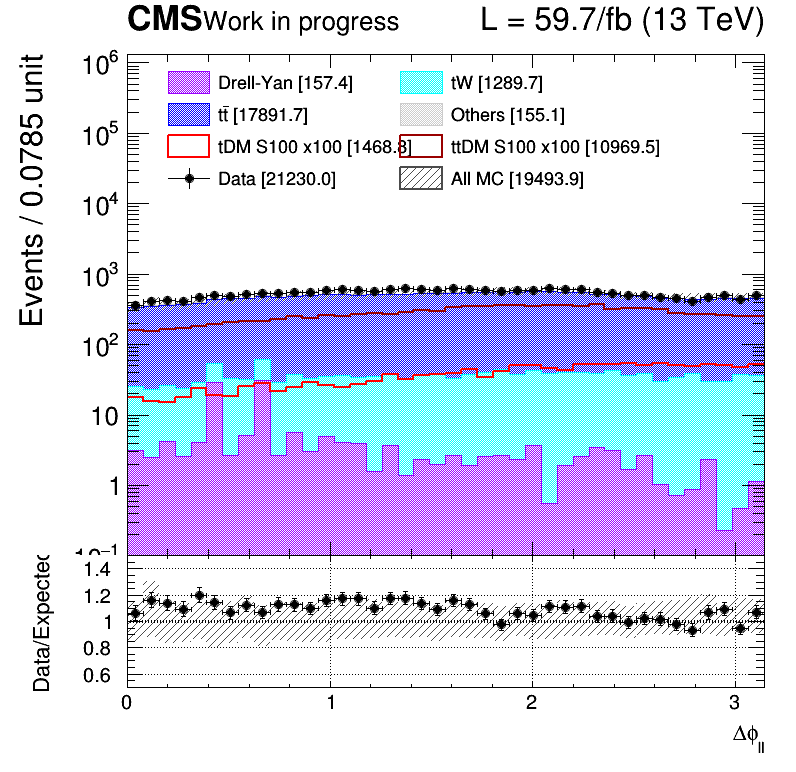 CMS Work in progress L = 59.7/fb (13 TeV)
Events / 0.0785 unit
Drell-Yan [157.4] tW [1289.7]
tt̄ [17891.7] Others [155.1]
tDM S100 x100 [1468.8] ttDM S100 x100 [10969.5]
Data [21230.0] All MC [19493.9]
10⁶
10⁵
10⁴
10³
10²
10
1
10⁻¹
Data/Expected
1.4
1.2
1
0.8
0.6
0 1 2 3
Δϕ_ll